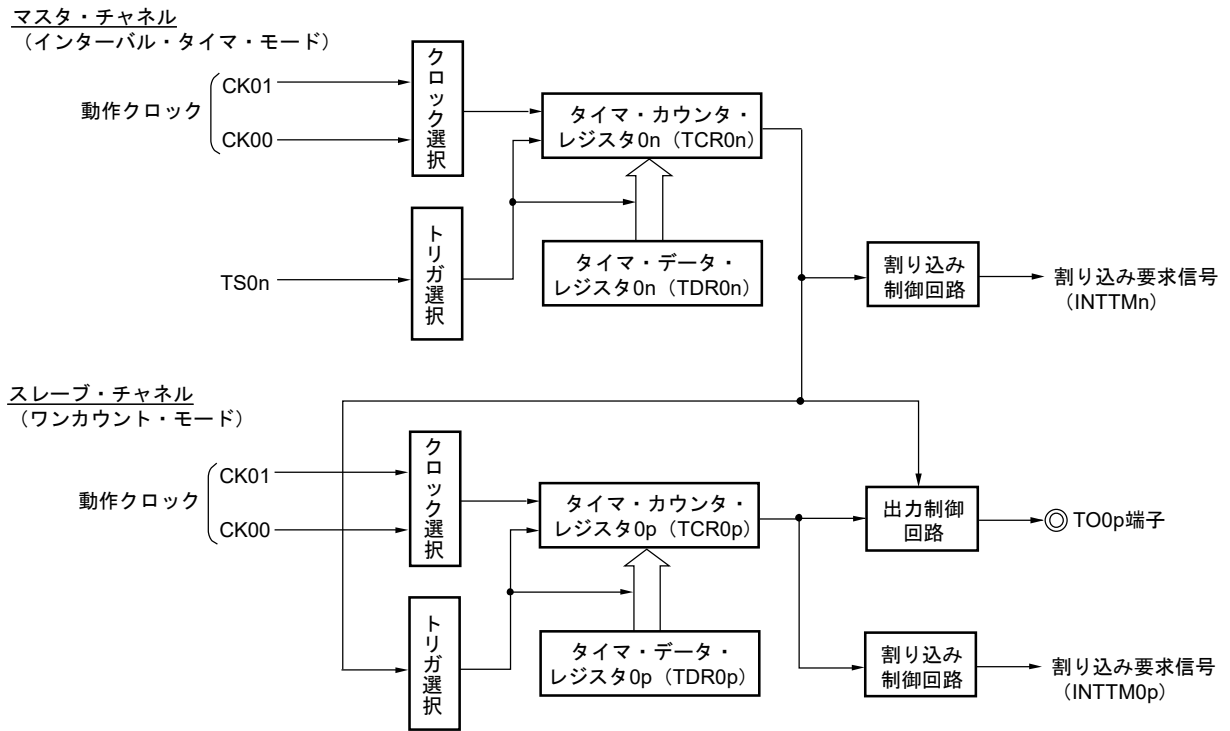 マスタ・チャネル
（インターバル・タイマ・モード）
動作クロック
CK01
CK00
クロック選択
タイマ・カウンタ・
レジスタ0n（TCR0n）
TS0n
トリガ選択
タイマ・データ・
レジスタ0n（TDR0n）
割り込み
制御回路
割り込み要求信号
（INTTMn）
スレーブ・チャネル
（ワンカウント・モード）
動作クロック
CK01
CK00
クロック選択
タイマ・カウンタ・
レジスタ0p（TCR0p）
出力制御
回路
TO0p端子
トリガ選択
タイマ・データ・
レジスタ0p（TDR0p）
割り込み
制御回路
割り込み要求信号
（INTTM0p）